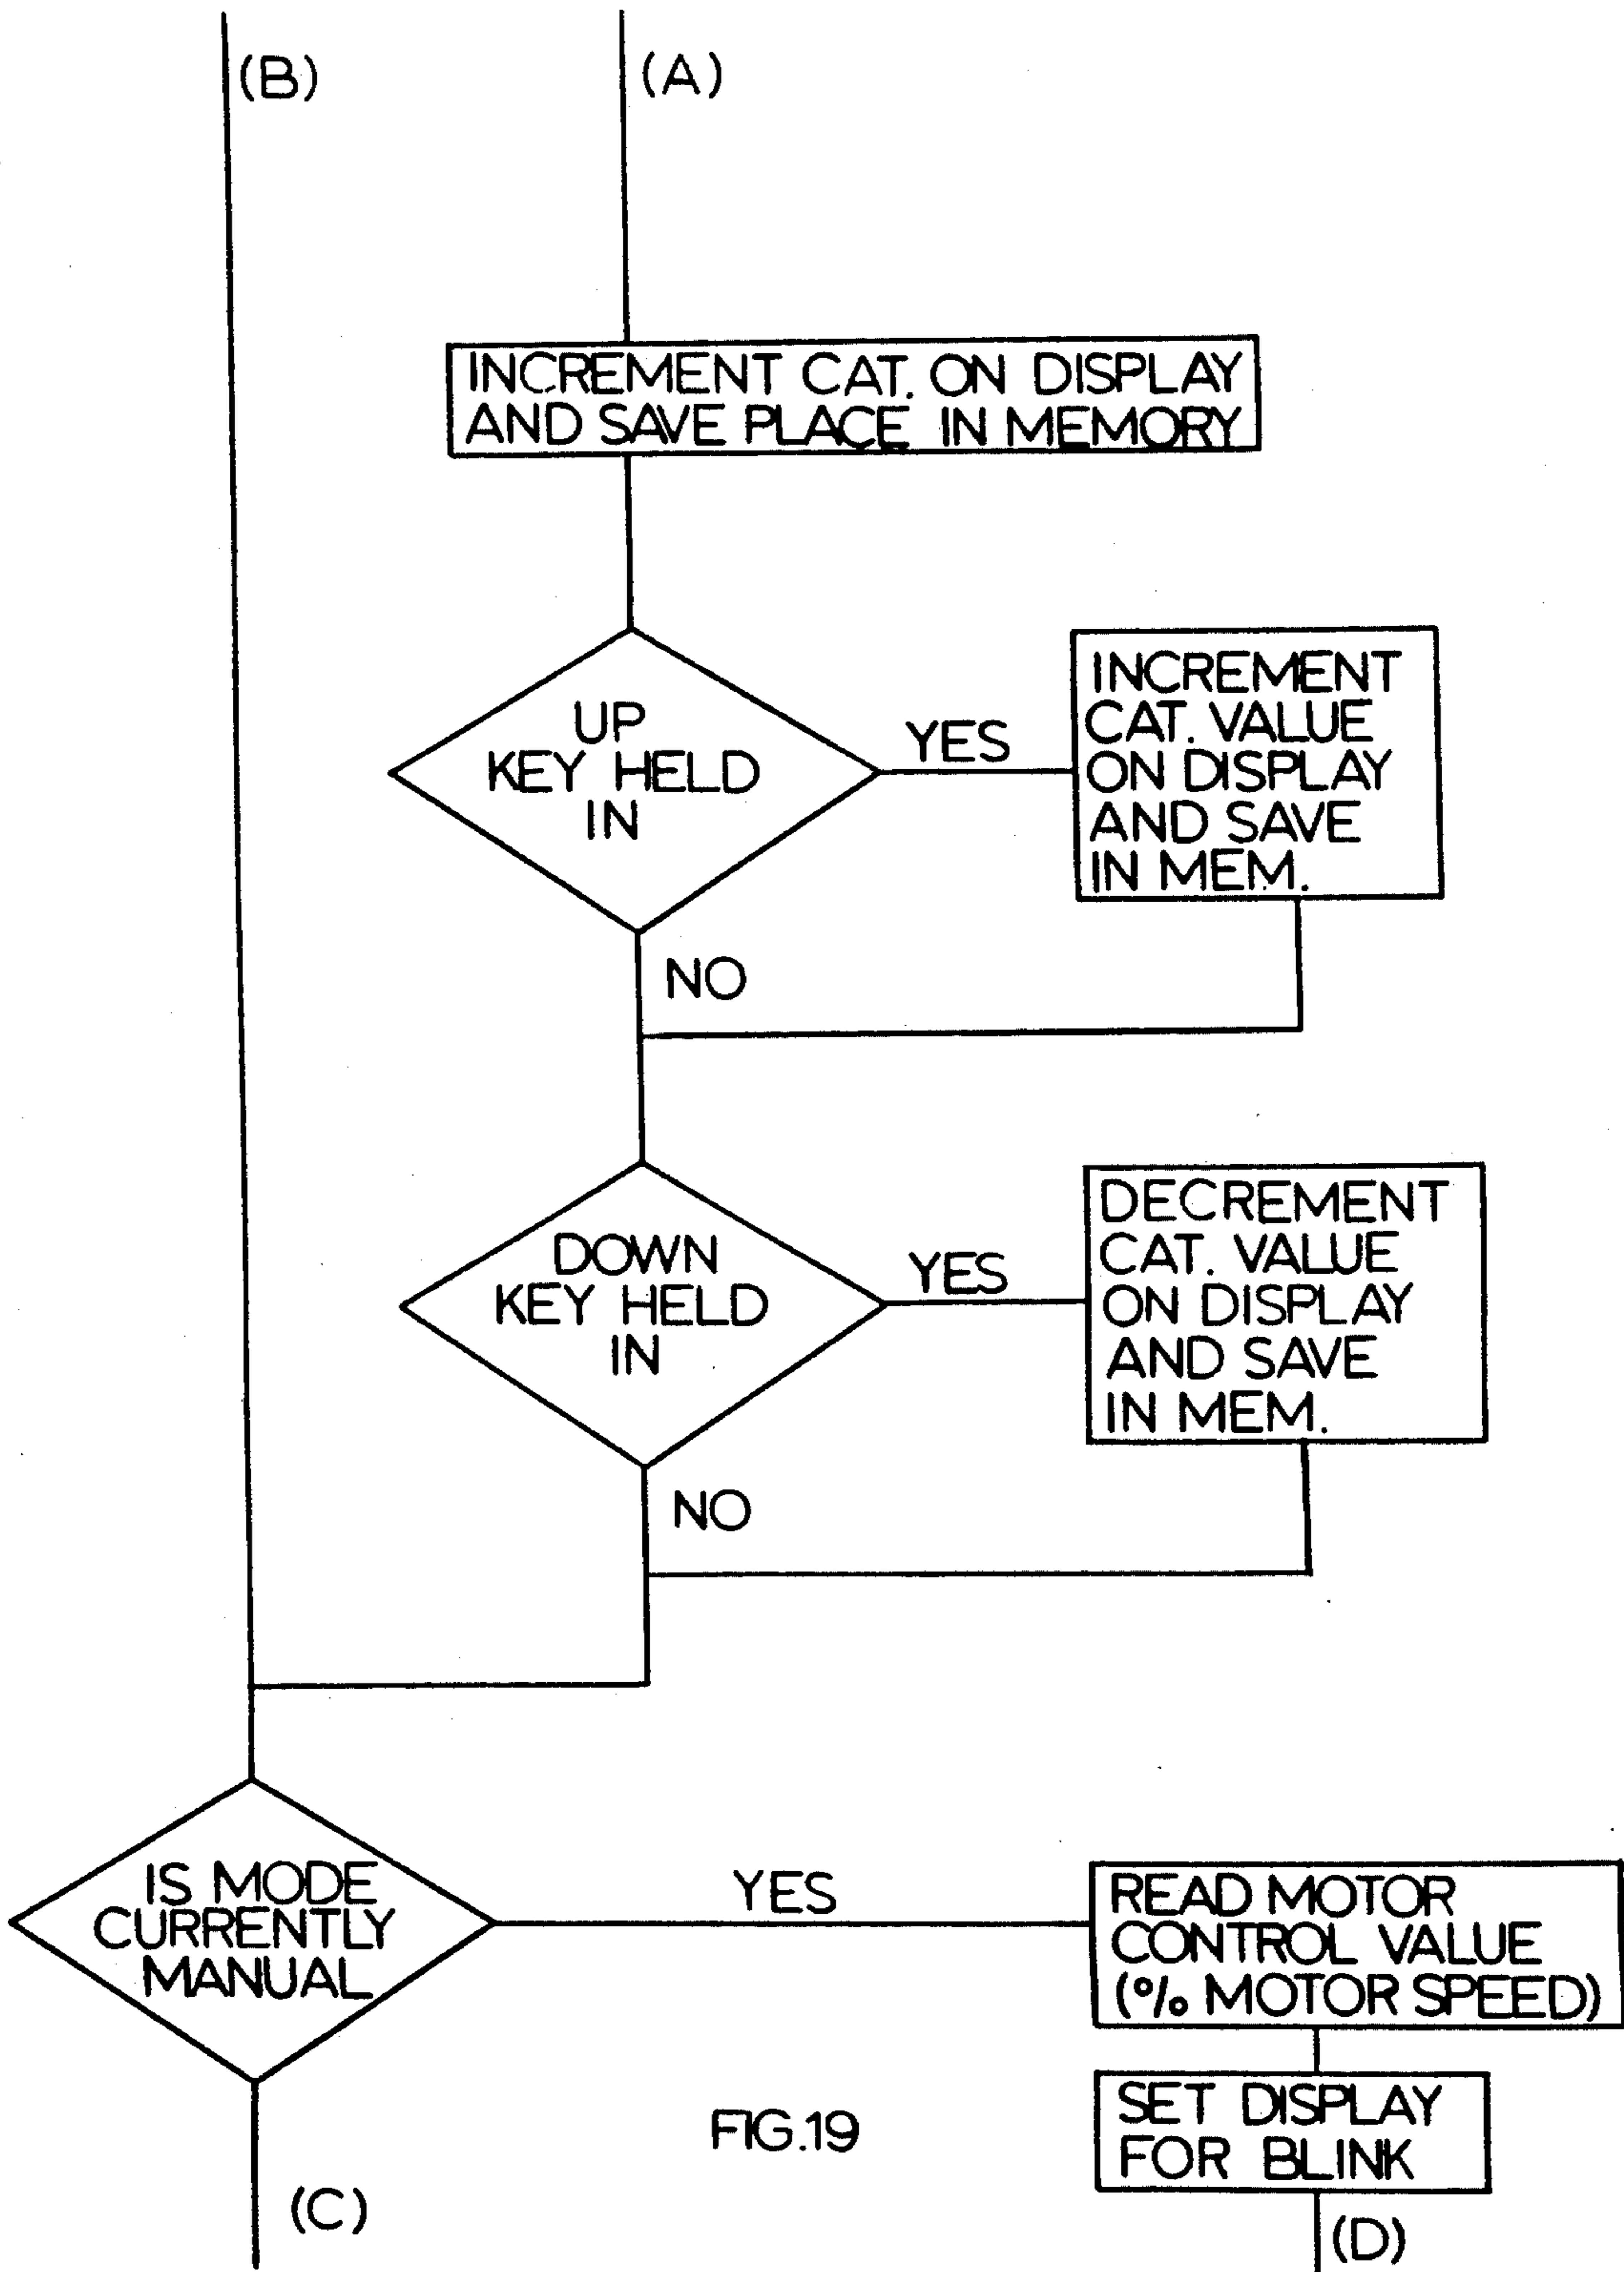 (B)
(A)
INCREMENT CAT. ON DISPLAY
AND SAVE PLACE IN MEMORY
UP
KEY HELD
IN
YES
INCREMENT
CAT. VALUE
ON DISPLAY
AND SAVE
IN MEM.
NO
DOWN
KEY HELD
IN
YES
DECREMENT
CAT. VALUE
ON DISPLAY
AND SAVE
IN MEM.
NO
IS MODE
CURRENTLY
MANUAL
YES
READ MOTOR
CONTROL VALUE
(% MOTOR SPEED)
SET DISPLAY
FOR BLINK
FIG.19
(C)
(D)